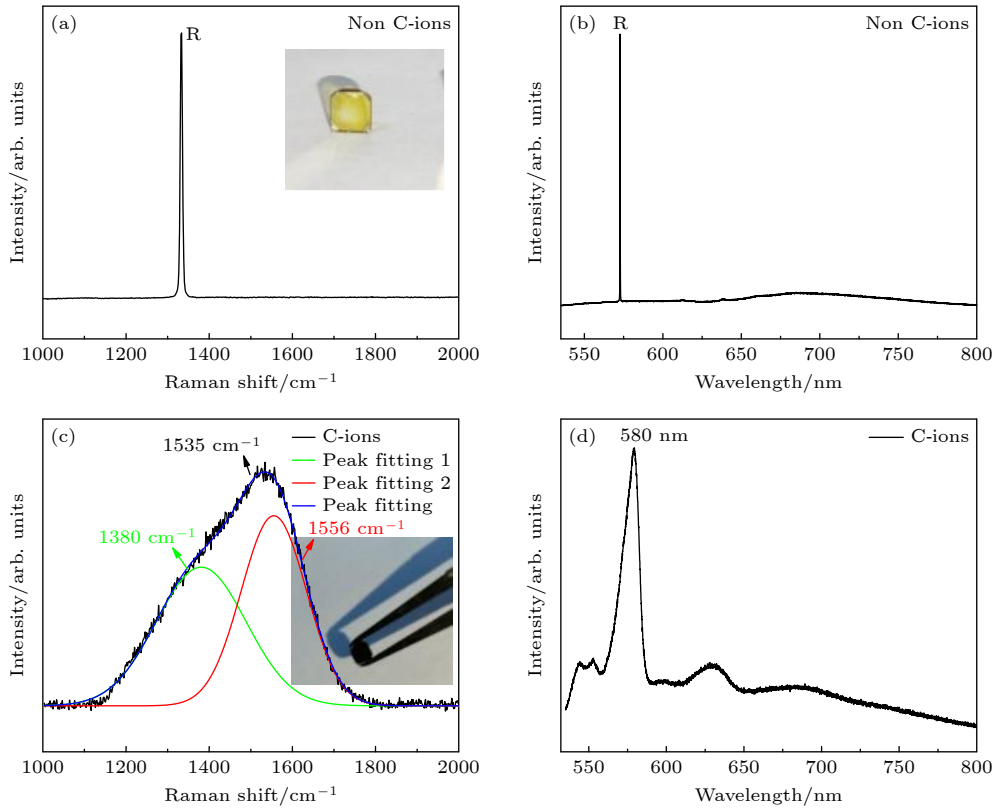 (a)
R
Non C-ions
Intensity/arb. units
1000 1200 1400 1600 1800 2000
Raman shift/cm⁻¹
(b)
R
Non C-ions
Intensity/arb. units
550 600 650 700 750 800
Wavelength/nm
(c)
1535 cm⁻¹
C-ions
Peak fitting 1
Peak fitting 2
Peak fitting
1380 cm⁻¹
1556 cm⁻¹
Intensity/arb. units
1000 1200 1400 1600 1800 2000
Raman shift/cm⁻¹
(d)
580 nm
C-ions
Intensity/arb. units
550 600 650 700 750 800
Wavelength/nm